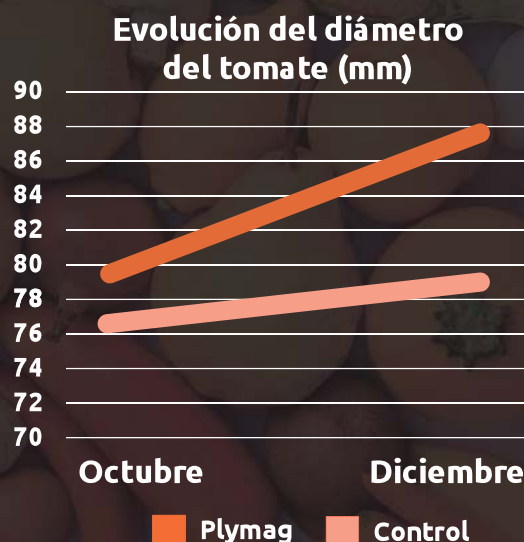 Evolución del diámetro
del tomate (mm)
90
88
86
84
82
80
78
76
74
72
70
Octubre Diciembre
Plymag Control